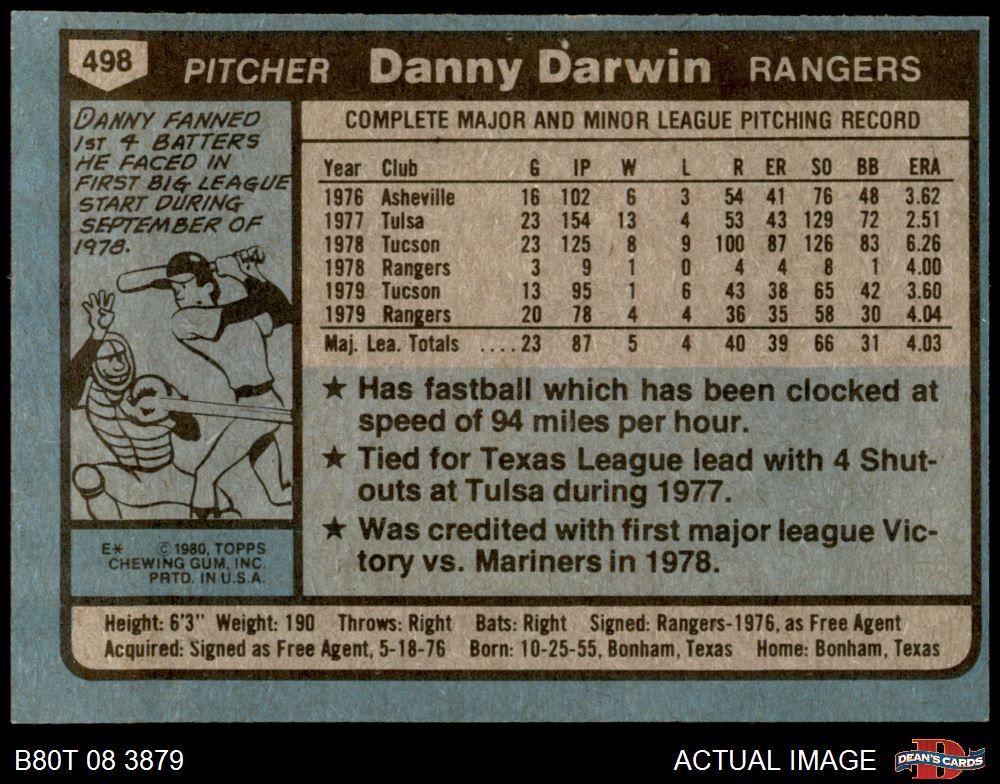 498 PITCHER Danny Darwin RANGERS
DANNY FANNED
1ST 4 BATTERS
HE FACED IN
FIRST BIG LEAGUE
START DURING
SEPTEMBER OF
1978.
COMPLETE MAJOR AND MINOR LEAGUE PITCHING RECORD
Year Club G IP W L R ER SO BB ERA
1976 Asheville 16 102 6 3 54 41 76 48 3.62
1977 Tulsa 23 154 13 4 53 43 129 72 2.51
1978 Tucson 23 125 8 9 100 87 126 83 6.26
1978 Rangers 3 9 1 0 4 4 8 1 4.00
1979 Tucson 13 95 1 6 43 38 65 42 3.60
1979 Rangers 20 78 4 4 36 35 58 30 4.04
Maj. Lea. Totals ....23 87 5 4 40 39 66 31 4.03
★ Has fastball which has been clocked at
speed of 94 miles per hour.
★ Tied for Texas League lead with 4 Shut-
outs at Tulsa during 1977.
★ Was credited with first major league Vic-
tory vs. Mariners in 1978.
E* © 1980, TOPPS
CHEWING GUM, INC.
PRTD. IN U.S.A.
Height: 6'3" Weight: 190 Throws: Right Bats: Right Signed: Rangers-1976, as Free Agent
Acquired: Signed as Free Agent, 5-18-76 Born: 10-25-55, Bonham, Texas Home: Bonham, Texas
B80T 08 3879 ACTUAL IMAGE D DEAN'S CARDS